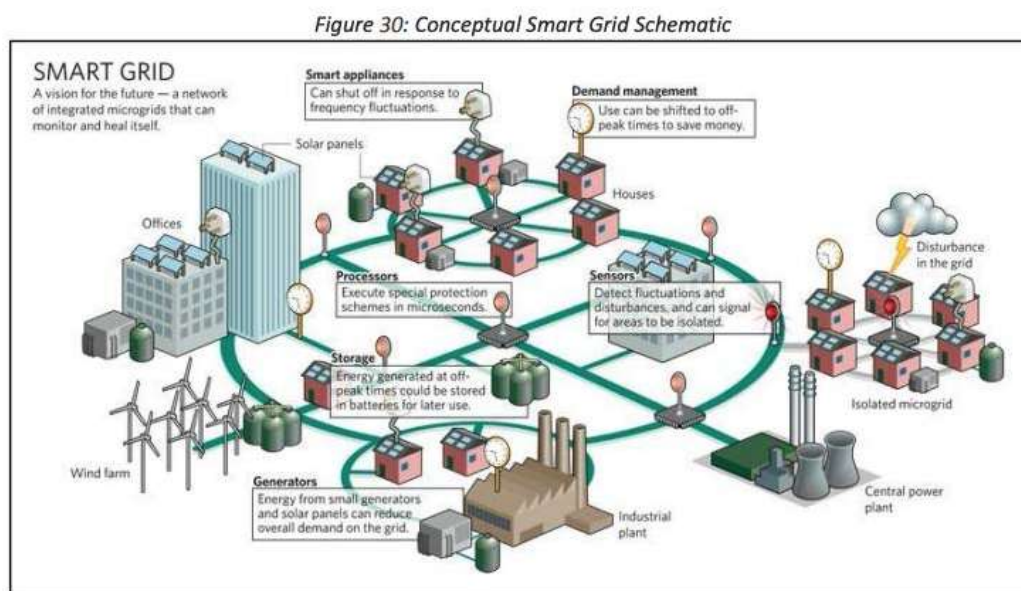 Figure 30: Conceptual Smart Grid Schematic
SMART GRID
A vision for the future — a network
of integrated microgrids that can
monitor and heal itself.
Smart appliances
Can shut off in response to
frequency fluctuations.
Demand management
Use can be shifted to off-
peak times to save money.
Solar panels
Houses
Offices
Disturbance
in the grid
Processors
Execute special protection
schemes in microseconds.
Sensors
Detect fluctuations and
disturbances, and can signal
for areas to be isolated.
Storage
Energy generated at off-
peak times could be stored
in batteries for later use.
Isolated microgrid
Wind farm
Generators
Energy from small generators
and solar panels can reduce
overall demand on the grid.
Industrial
plant
Central power
plant